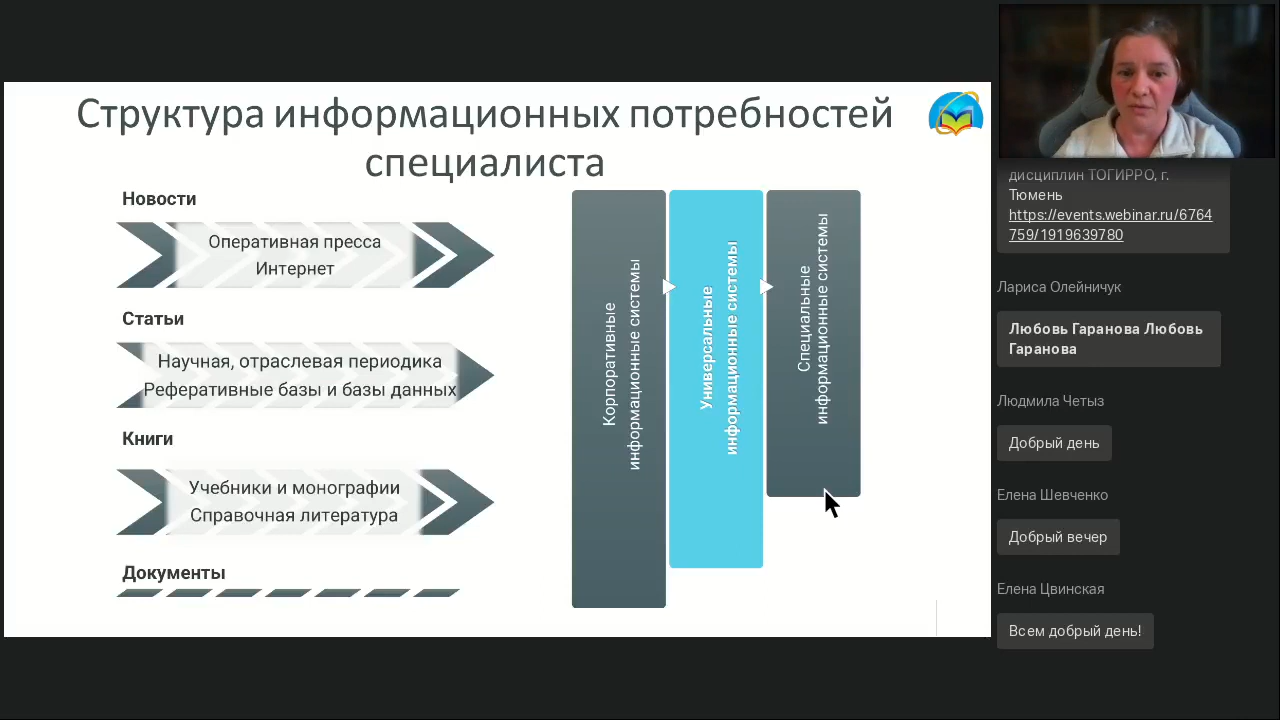 Структура информационных потребностей
специалиста
Новости
Оперативная пресса
Интернет
Статьи
Научная, отраслевая периодика
Реферативные базы и базы данных
Книги
Учебники и монографии
Справочная литература
Документы
Корпоративные
информационные системы
Универсальные
информационные системы
Специальные
информационные системы
дисциплин ТОГИРРО, г.
Тюмень
https://events.webinar.ru/6764
759/1919639780
Лариса Олейничук
Любовь Гаранова Любовь
Гаранова
Людмила Четыз
Добрый день
Елена Шевченко
Добрый вечер
Елена Цвинская
Всем добрый день!